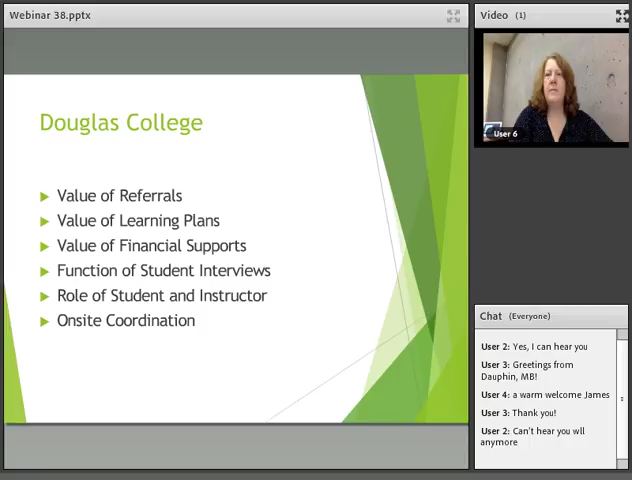 Webinar 38.pptx
Douglas College
Value of Referrals
Value of Learning Plans
Value of Financial Supports
Function of Student Interviews
Role of Student and Instructor
Onsite Coordination
Video (1)
User 6
Chat (Everyone)
User 2: Yes, I can hear you
User 3: Greetings from
Dauphin, MB!
User 4: a warm welcome James
User 3: Thank you!
User 2: Can't hear you wll
anymore